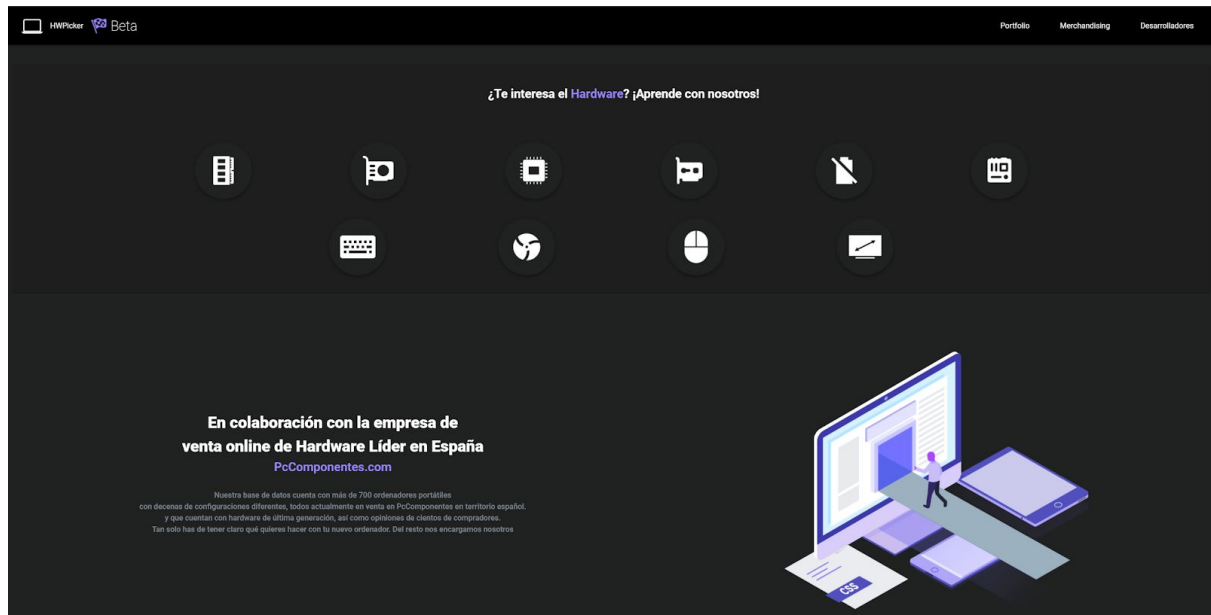 HWPicker Beta
Portfolio Merchandising Desarrolladores
¿Te interesa el Hardware? ¡Aprende con nosotros!
En colaboración con la empresa de
venta online de Hardware Líder en España
PcComponentes.com
Nuestra base de datos cuenta con más de 700 ordenadores portátiles
con decenas de configuraciones diferentes, todos actualmente en venta en PcComponentes en territorio español.
y que cuentan con hardware de última generación, así como opiniones de cientos de compradores.
Tan solo has de tener claro qué quieres hacer con tu nuevo ordenador. Del resto nos encargamos nosotros
CSS